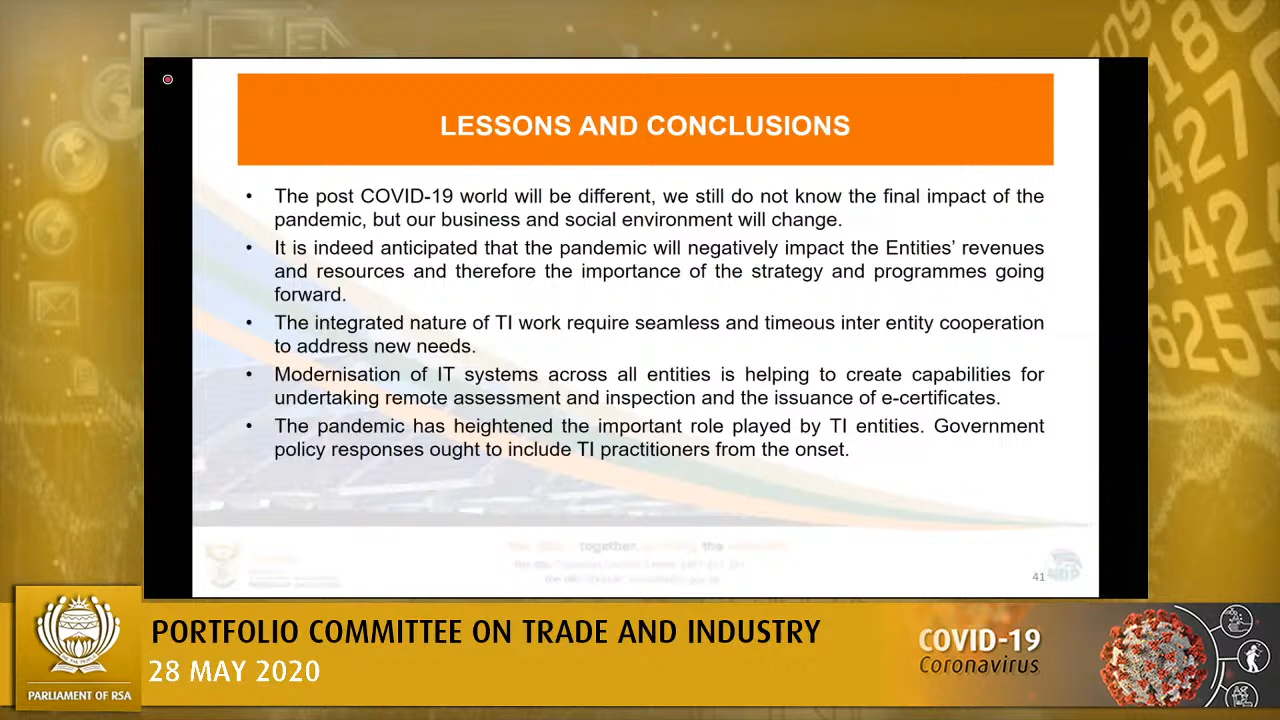 LESSONS AND CONCLUSIONS
• The post COVID-19 world will be different, we still do not know the final impact of the
pandemic, but our business and social environment will change.
• It is indeed anticipated that the pandemic will negatively impact the Entities' revenues
and resources and therefore the importance of the strategy and programmes going
forward.
• The integrated nature of TI work require seamless and timeous inter entity cooperation
to address new needs.
• Modernisation of IT systems across all entities is helping to create capabilities for
undertaking remote assessment and inspection and the issuance of e-certificates.
• The pandemic has heightened the important role played by TI entities. Government
policy responses ought to include TI practitioners from the onset.
together
the
41
PORTFOLIO COMMITTEE ON TRADE AND INDUSTRY
28 MAY 2020
PARLIAMENT OF RSA
COVID-19
Coronavirus